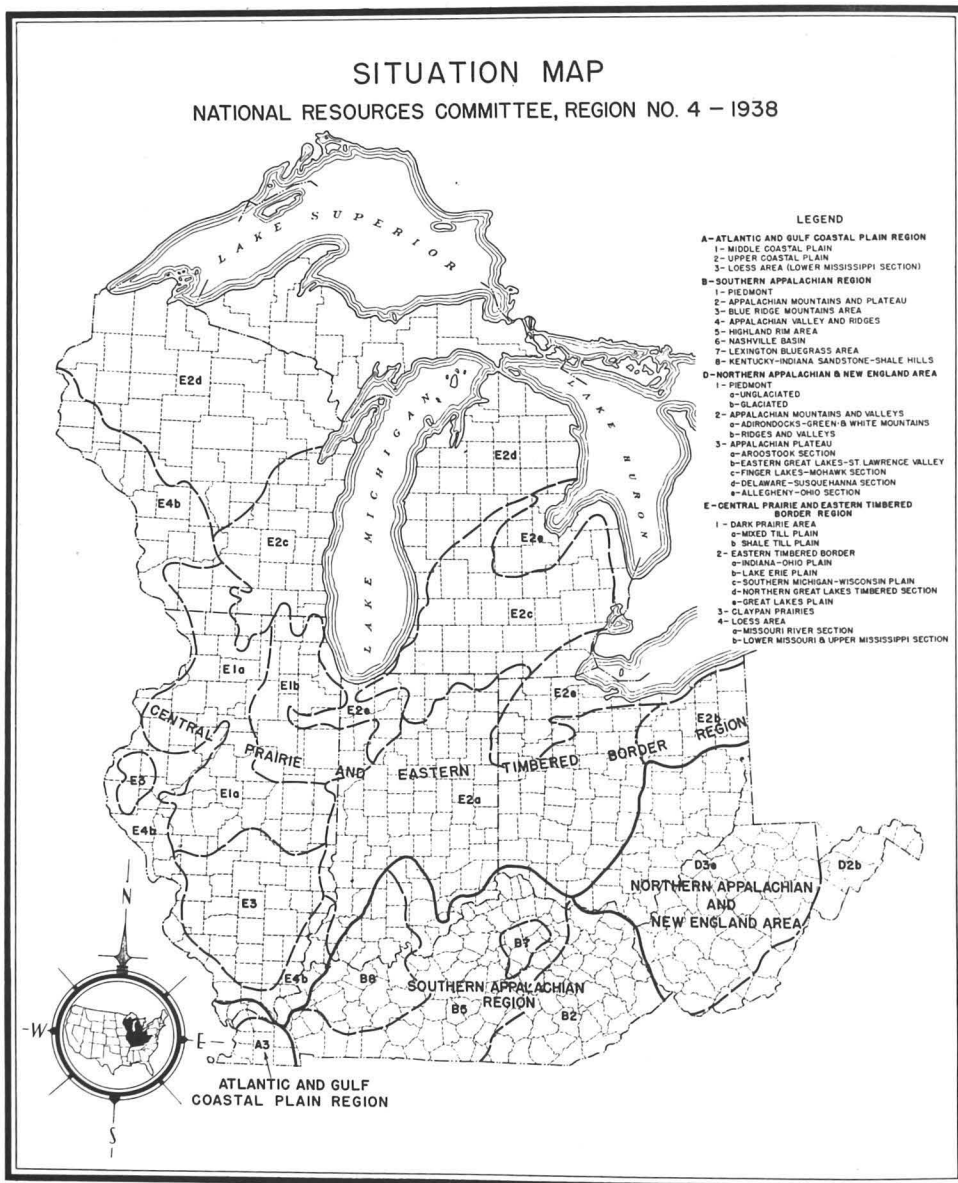 SITUATION MAP
NATIONAL RESOURCES COMMITTEE, REGION NO. 4 – 1938
LEGEND
A–ATLANTIC AND GULF COASTAL PLAIN REGION
1– MIDDLE COASTAL PLAIN
2– UPPER COASTAL PLAIN
3– LOESS AREA (LOWER MISSISSIPPI SECTION)
B–SOUTHERN APPALACHIAN REGION
1– PIEDMONT
2– APPALACHIAN MOUNTAINS AND PLATEAU
3– BLUE RIDGE MOUNTAINS AREA
4– APPALACHIAN VALLEY AND RIDGES
5– HIGHLAND RIM AREA
6– NASHVILLE BASIN
7– LEXINGTON BLUEGRASS AREA
8– KENTUCKY-INDIANA SANDSTONE-SHALE HILLS
D–NORTHERN APPALACHIAN & NEW ENGLAND AREA
1– PIEDMONT
a–UNGLACIATED
b–GLACIATED
2– APPALACHIAN MOUNTAINS AND VALLEYS
a–ADIRONDOCKS-GREEN-& WHITE MOUNTAINS
b–RIDGES AND VALLEYS
3– APPALACHIAN PLATEAU
a–AROOSTOOK SECTION
b–EASTERN GREAT LAKES-ST. LAWRENCE VALLEY
c–FINGER LAKES-MOHAWK SECTION
d–DELAWARE-SUSQUEHANNA SECTION
e–ALLEGHENY-OHIO SECTION
E–CENTRAL PRAIRIE AND EASTERN TIMBERED
BORDER REGION
1– DARK PRAIRIE AREA
a–MIXED TILL PLAIN
b SHALE TILL PLAIN
2– EASTERN TIMBERED BORDER
a–INDIANA-OHIO PLAIN
b–LAKE ERIE PLAIN
c–SOUTHERN MICHIGAN-WISCONSIN PLAIN
d–NORTHERN GREAT LAKES TIMBERED SECTION
e–GREAT LAKES PLAIN
3– CLAYPAN PRAIRIES
4– LOESS AREA
a–MISSOURI RIVER SECTION
b–LOWER MISSOURI & UPPER MISSISSIPPI SECTION
LAKE SUPERIOR
LAKE MICHIGAN
LAKE HURON
E2d
E2d
E4b
E2c
E2e
E2c
E1a
E1b
E2e
E2e
E2b
CENTRAL PRAIRIE AND EASTERN TIMBERED BORDER REGION
E3
E1a
E2a
E4b
D3e
D2b
NORTHERN APPALACHIAN
AND
NEW ENGLAND AREA
E3
B7
E4b
B8
SOUTHERN APPALACHIAN
REGION
B5
B2
A3
ATLANTIC AND GULF
COASTAL PLAIN REGION
N
W
E
S